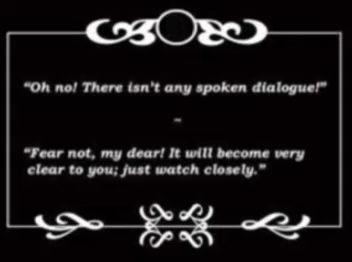 "Oh no! There isn't any spoken dialogue!"
~
"Fear not, my dear! It will become very
clear to you; just watch closely."